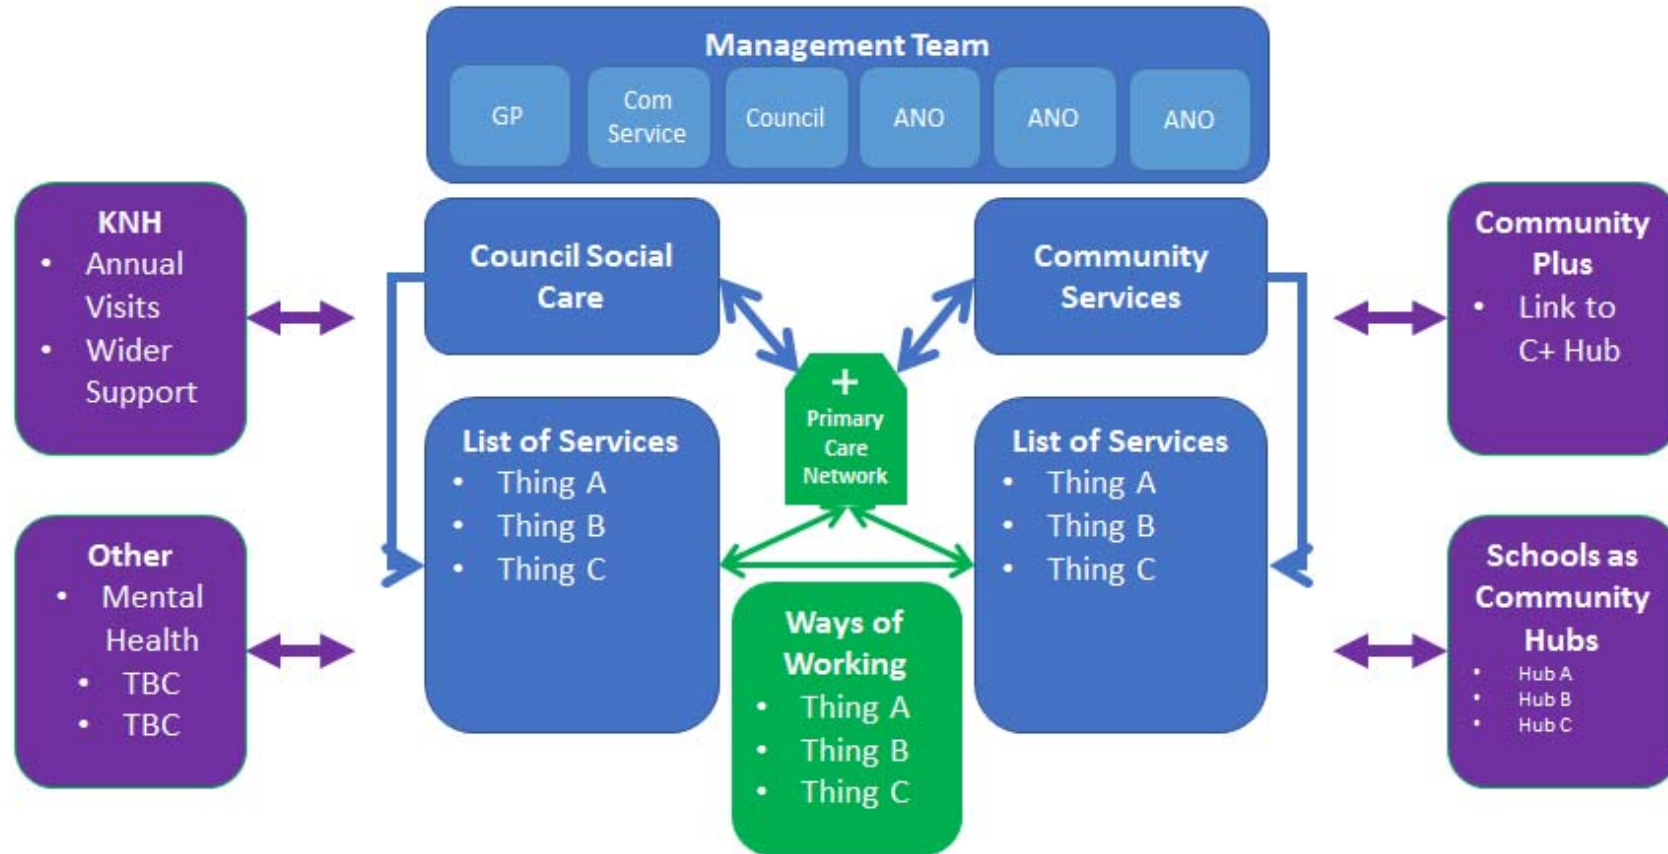 Management Team
GP
Com
Service
Council
ANO
ANO
ANO
KNH
• Annual
Visits
• Wider
Support
Other
• Mental
Health
• TBC
• TBC
Council Social
Care
List of Services
• Thing A
• Thing B
• Thing C
+
Primary
Care
Network
Ways of
Working
• Thing A
• Thing B
• Thing C
Community
Services
List of Services
• Thing A
• Thing B
• Thing C
Community
Plus
• Link to
C+ Hub
Schools as
Community
Hubs
• Hub A
• Hub B
• Hub C